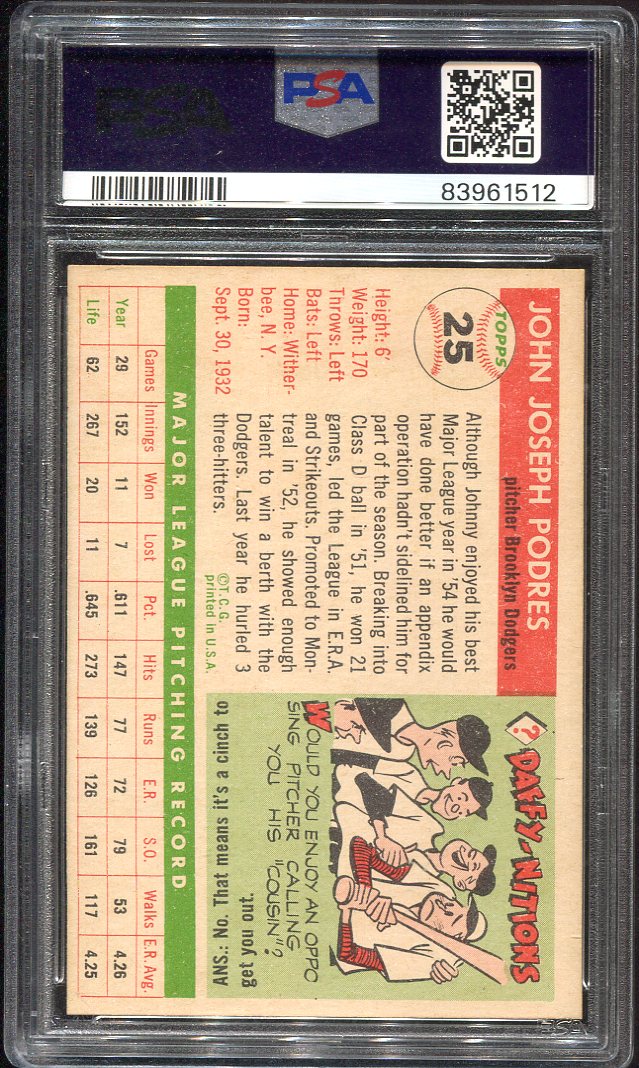 PSA
PSA
83961512
JOHN JOSEPH PODRES
pitcher Brooklyn Dodgers
TOPPS
25
Height: 6'
Weight: 170
Throws: Left
Bats: Left
Home: Wither-
bee, N. Y.
Born:
Sept. 30, 1932
Although Johnny enjoyed his best
Major League year in '54 he would
have done better if an appendix
operation hadn't sidelined him for
part of the season. Breaking into
Class D ball in '51, he won 21
games, led the League in E.R.A.
and Strikeouts. Promoted to Mon-
treal in '52, he showed enough
talent to win a berth with the
Dodgers. Last year he hurled 3
three-hitters.
©T.C.G.
printed in U.S.A.
? DAFFY-NITIONS
WOULD YOU ENJOY AN OPPO
SING PITCHER CALLING
YOU HIS "COUSIN"?
ANS.: No. That means it's a cinch to
get you out.
MAJOR LEAGUE PITCHING RECORD
Games Innings Won Lost Pct. Hits Runs E.R. S.O. Walks E.R. Avg.
Year 29 152 11 7 .611 147 77 72 79 53 4.26
Life 62. 267 20 11 .645 273 139 126 161 117 4.25
PSA